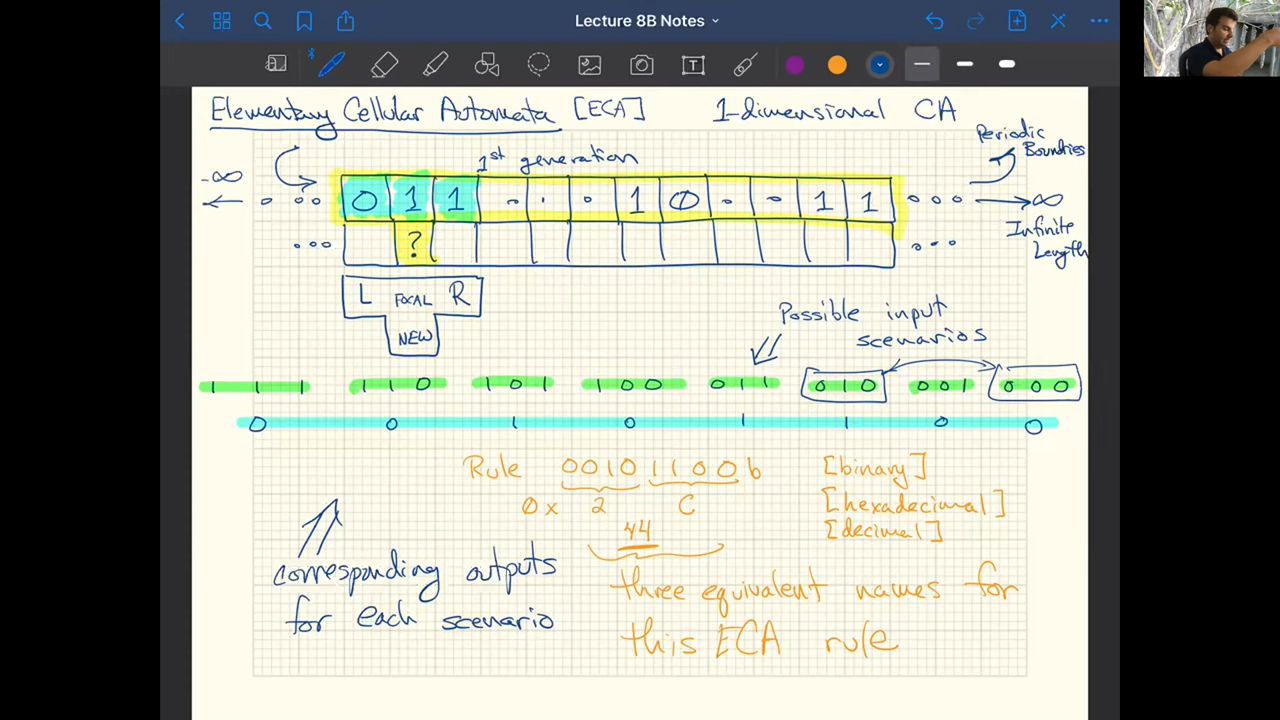 Lecture 8B Notes
Elementary Cellular Automata [ECA] 1-dimensional CA
Periodic
Boundries
1st generation
-∞ ← 0 1 1 · · · 1 0 · · 1 1 → ∞
... ? ...
Infinite
Length
L FOCAL R
NEW
Possible input
scenarios
1 1 1 1 1 0 1 0 1 1 0 0 0 1 1 0 1 0 0 0 1 0 0 0
0 0 1 0 1 1 0 0
Rule 00101100b [binary]
0x 2 C [hexadecimal]
44 [decimal]
corresponding outputs
for each scenario
three equivalent names for
this ECA rule